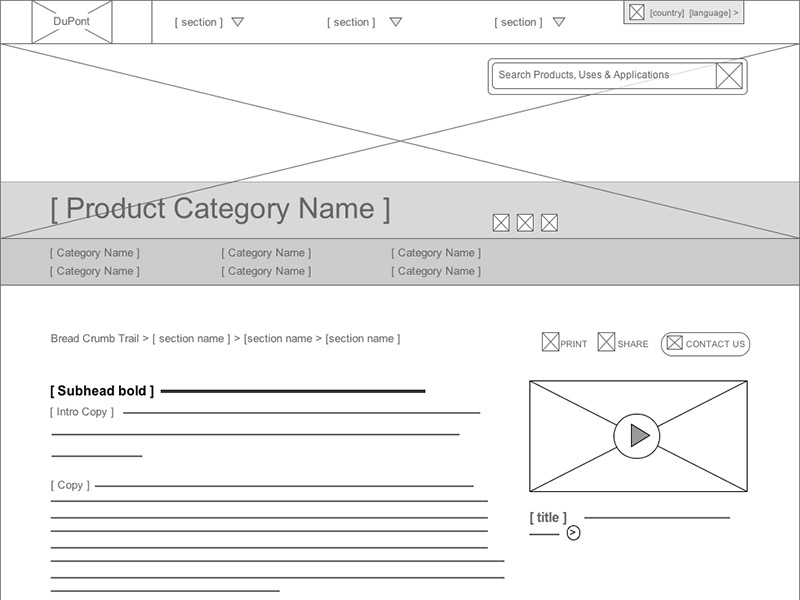 DuPont
[ section ]
[ section ]
[ section ]
[country] [language] >
Search Products, Uses & Applications
[ Product Category Name ]
[ Category Name ]
[ Category Name ]
[ Category Name ]
[ Category Name ]
[ Category Name ]
[ Category Name ]
Bread Crumb Trail > [ section name ] > [section name > [section name ]
PRINT
SHARE
CONTACT US
[ Subhead bold ]
[ Intro Copy ]
[ Copy ]
[ title ]
>